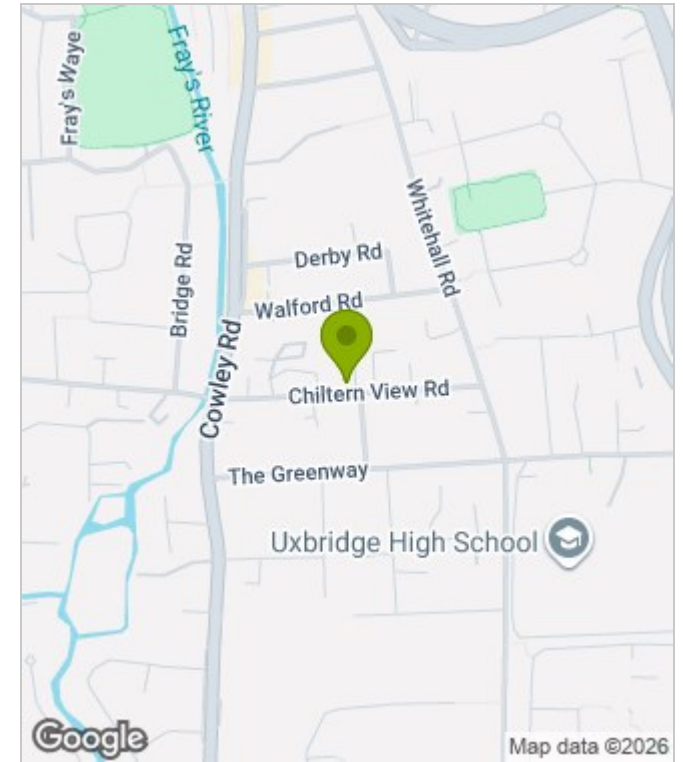 Fray's Waye
Fray's River
Whitehall Rd
Derby Rd
Bridge Rd
Walford Rd
Cowley Rd
Chiltern View Rd
The Greenway
Uxbridge High School
Google
Map data ©2026